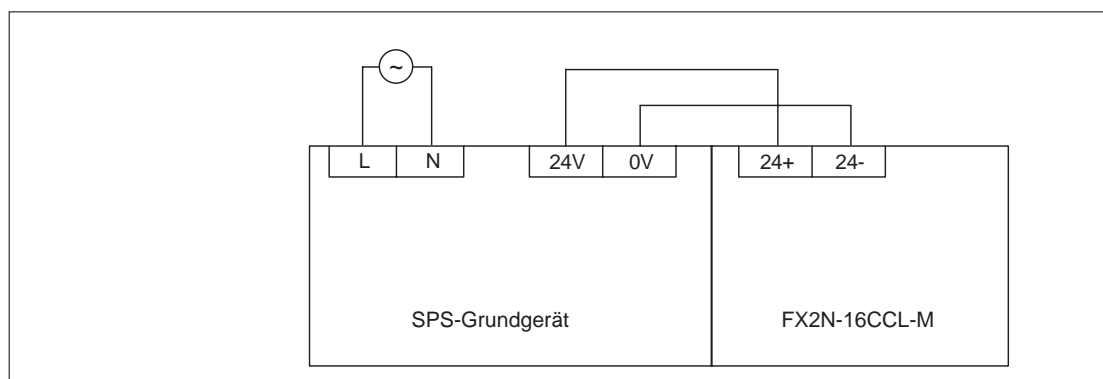 ~
L N 24V 0V 24+ 24-
SPS-Grundgerät FX2N-16CCL-M